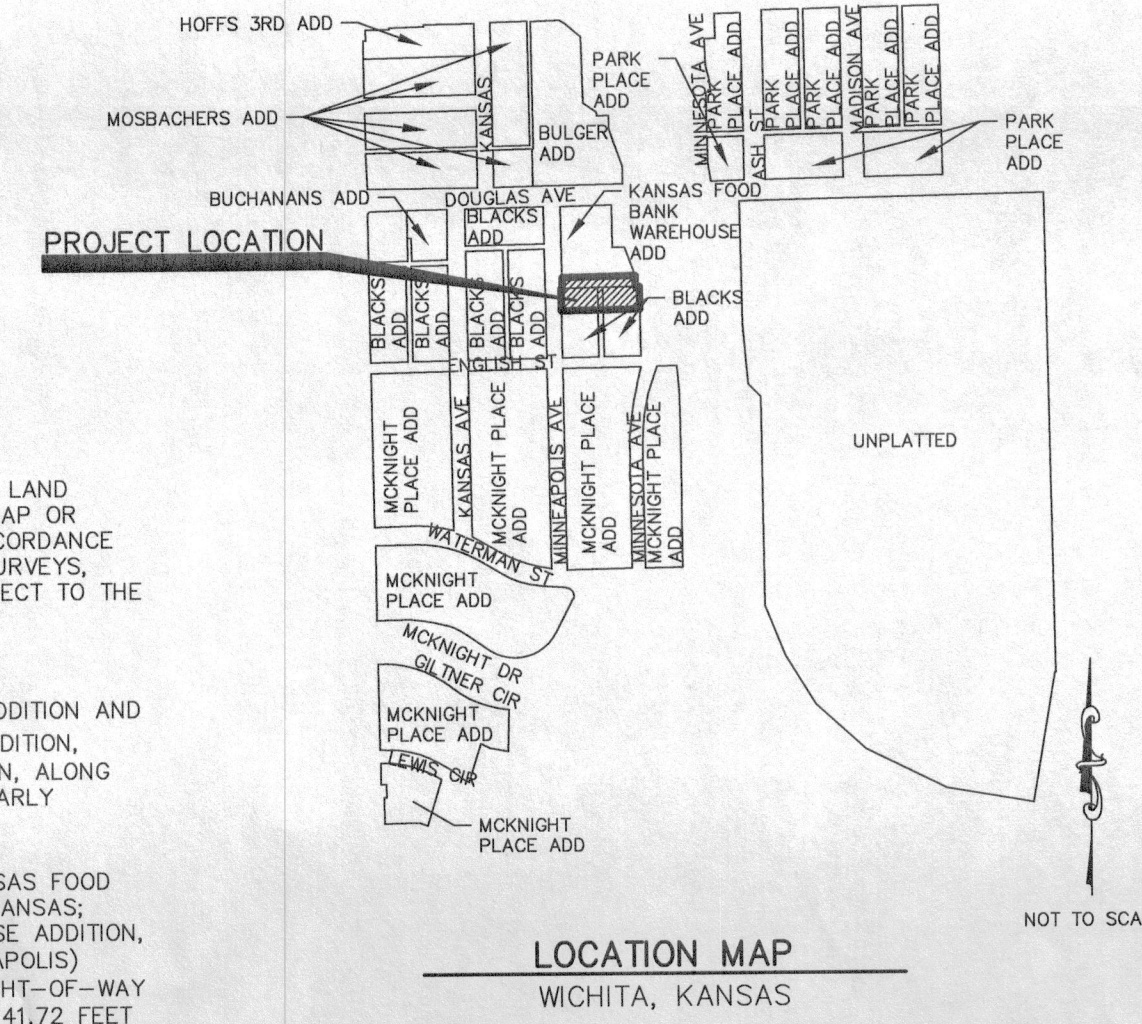 HOFFS 3RD ADD
MOSBACHERS ADD
KANSAS
BULGER
ADD
PARK
PLACE
ADD
MINNESOTA AVE
PARK
PLACE ADD
ASH ST
PARK
PLACE ADD
PARK
PLACE ADD
MADISON AVE
PARK
PLACE ADD
PARK
PLACE ADD
PARK
PLACE
ADD
BUCHANANS ADD
DOUGLAS AVE
BLACKS
ADD
KANSAS FOOD
BANK
WAREHOUSE
ADD
PROJECT LOCATION
BLACKS
ADD
BLACKS
ADD
BLACKS
ADD
BLACKS
ADD
BLACKS
ADD
ENGLISH ST
MCKNIGHT
PLACE ADD
KANSAS AVE
MCKNIGHT PLACE
ADD
MINNEAPOLIS AVE
MCKNIGHT PLACE
ADD
MINNESOTA AVE
MCKNIGHT PLACE
ADD
UNPLATTED
WATERMAN ST
MCKNIGHT
PLACE ADD
MCKNIGHT DR
GILTNER CIR
MCKNIGHT
PLACE ADD
LEWIS CIR
MCKNIGHT
PLACE ADD
LAND
AP OR
CORDANCE
URVEYS,
ECT TO THE
DDITION AND
DITION,
N, ALONG
ARLY
SAS FOOD
ANSAS;
SE ADDITION,
APOLIS)
HT-OF-WAY
41.72 FEET
NOT TO SCA
LOCATION MAP
WICHITA, KANSAS